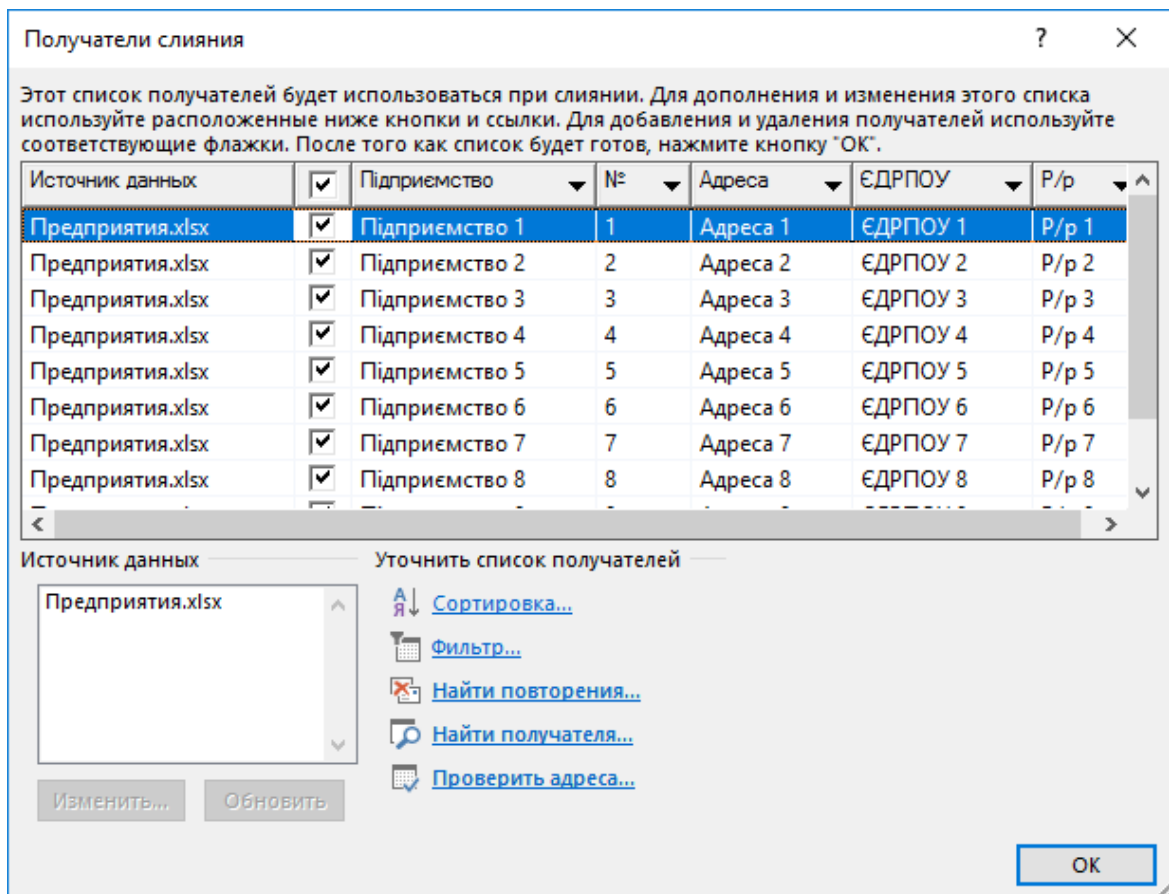 Получатели слияния ?
Этот список получателей будет использоваться при слиянии. Для дополнения и изменения этого списка
используйте расположенные ниже кнопки и ссылки. Для добавления и удаления получателей используйте
соответствующие флажки. После того как список будет готов, нажмите кнопку "ОК".
Источник данных Підприємство № Адреса ЄДРПОУ Р/р
Предприятия.xlsx Підприємство 1 1 Адреса 1 ЄДРПОУ 1 Р/р 1
Предприятия.xlsx Підприємство 2 2 Адреса 2 ЄДРПОУ 2 Р/р 2
Предприятия.xlsx Підприємство 3 3 Адреса 3 ЄДРПОУ 3 Р/р 3
Предприятия.xlsx Підприємство 4 4 Адреса 4 ЄДРПОУ 4 Р/р 4
Предприятия.xlsx Підприємство 5 5 Адреса 5 ЄДРПОУ 5 Р/р 5
Предприятия.xlsx Підприємство 6 6 Адреса 6 ЄДРПОУ 6 Р/р 6
Предприятия.xlsx Підприємство 7 7 Адреса 7 ЄДРПОУ 7 Р/р 7
Предприятия.xlsx Підприємство 8 8 Адреса 8 ЄДРПОУ 8 Р/р 8
Источник данных Уточнить список получателей
Предприятия.xlsx
Сортировка...
Фильтр...
Найти повторения...
Найти получателя...
Проверить адреса...
Изменить... Обновить
ОК